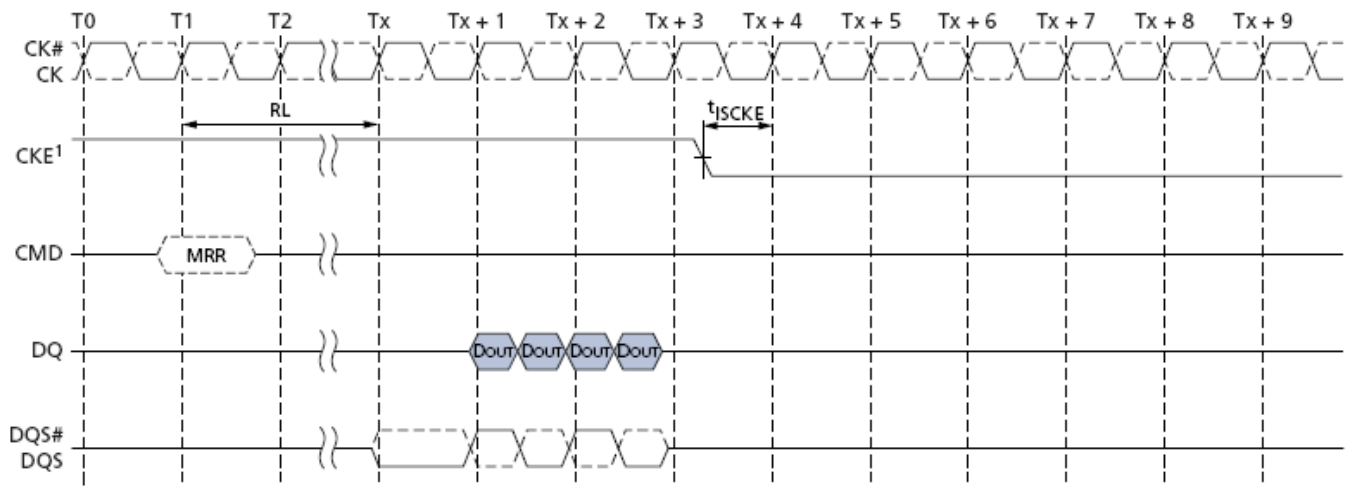 T0 T1 T2 Tx Tx + 1 Tx + 2 Tx + 3 Tx + 4 Tx + 5 Tx + 6 Tx + 7 Tx + 8 Tx + 9
CK#
CK
RL
tISCKE
CKE1
CMD
MRR
DQ
DOUT DOUT DOUT DOUT
DQS#
DQS